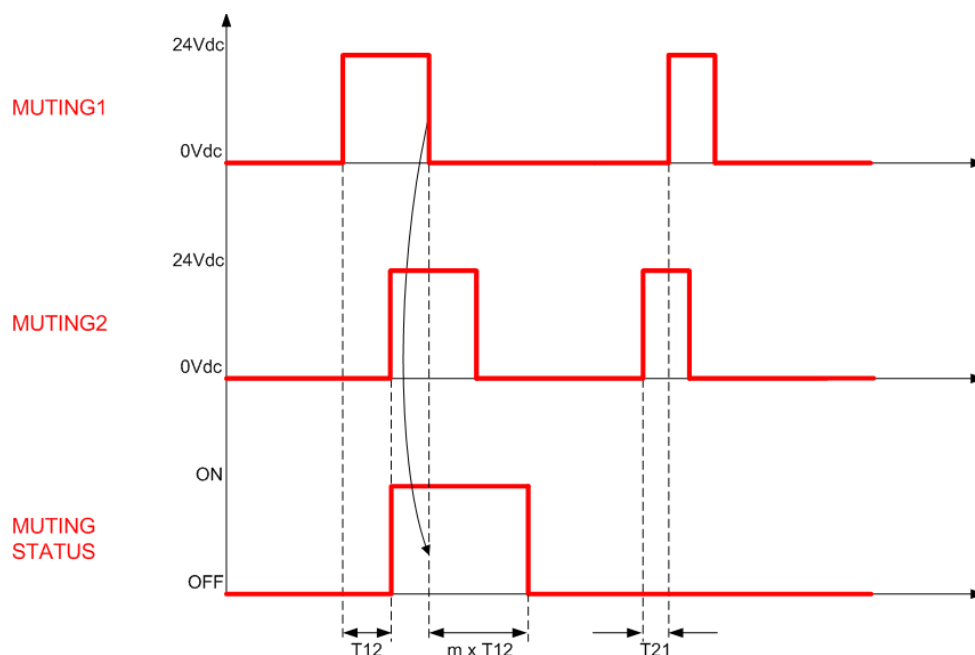 24Vdc
MUTING1
0Vdc
24Vdc
MUTING2
0Vdc
ON
MUTING
STATUS
OFF
T12
m x T12
T21